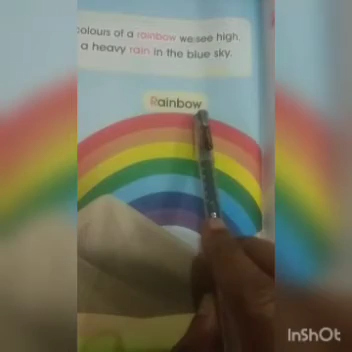 colours of a rainbow we see high.
a heavy rain in the blue sky.
Rainbow
InShOt